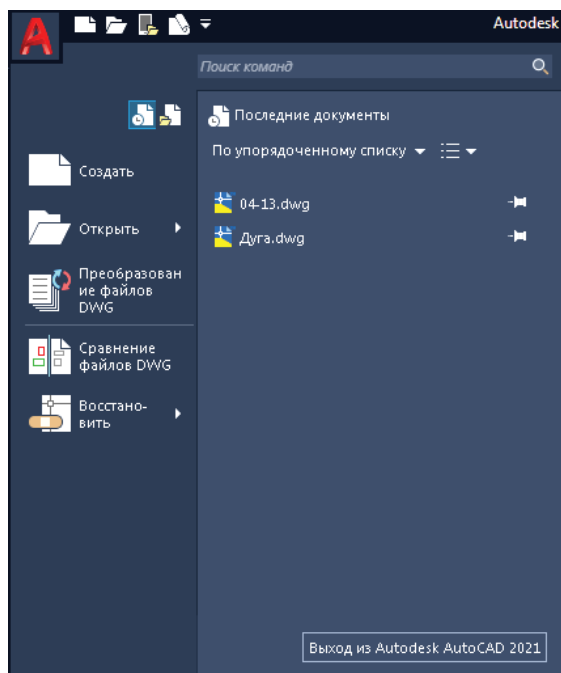 Autodesk
Поиск команд
Последние документы
По упорядоченному списку
04-13.dwg
Дуга.dwg
Создать
Открыть
Преобразован
ие файлов
DWG
Сравнение
файлов DWG
Восстано-
вить
Выход из Autodesk AutoCAD 2021